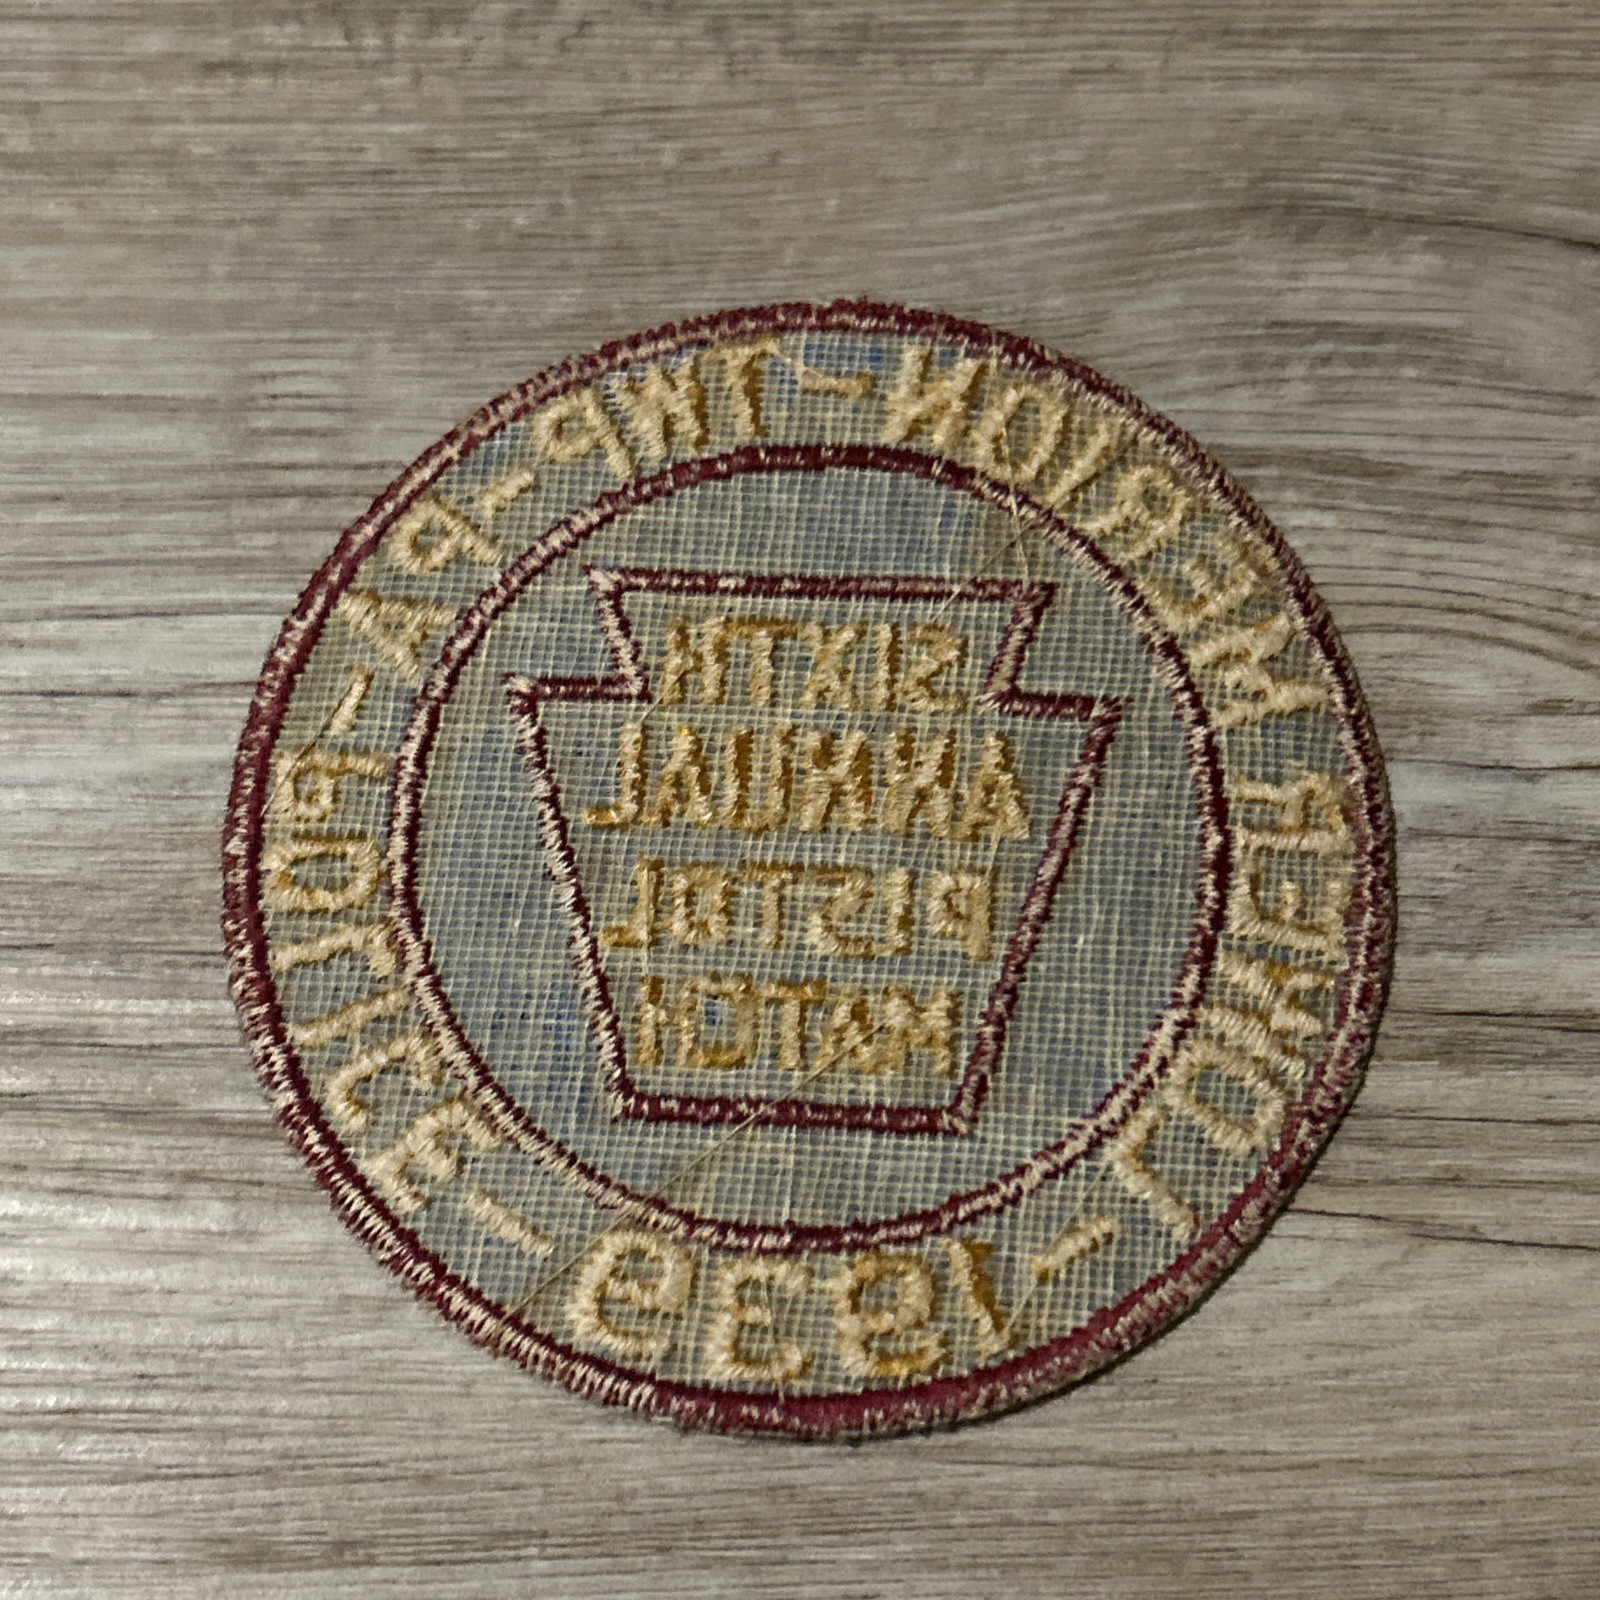 LOWER MERION – TWP – PA – POLICE – 1939 –
SIXTH
ANNUAL
PISTOL
MATCH